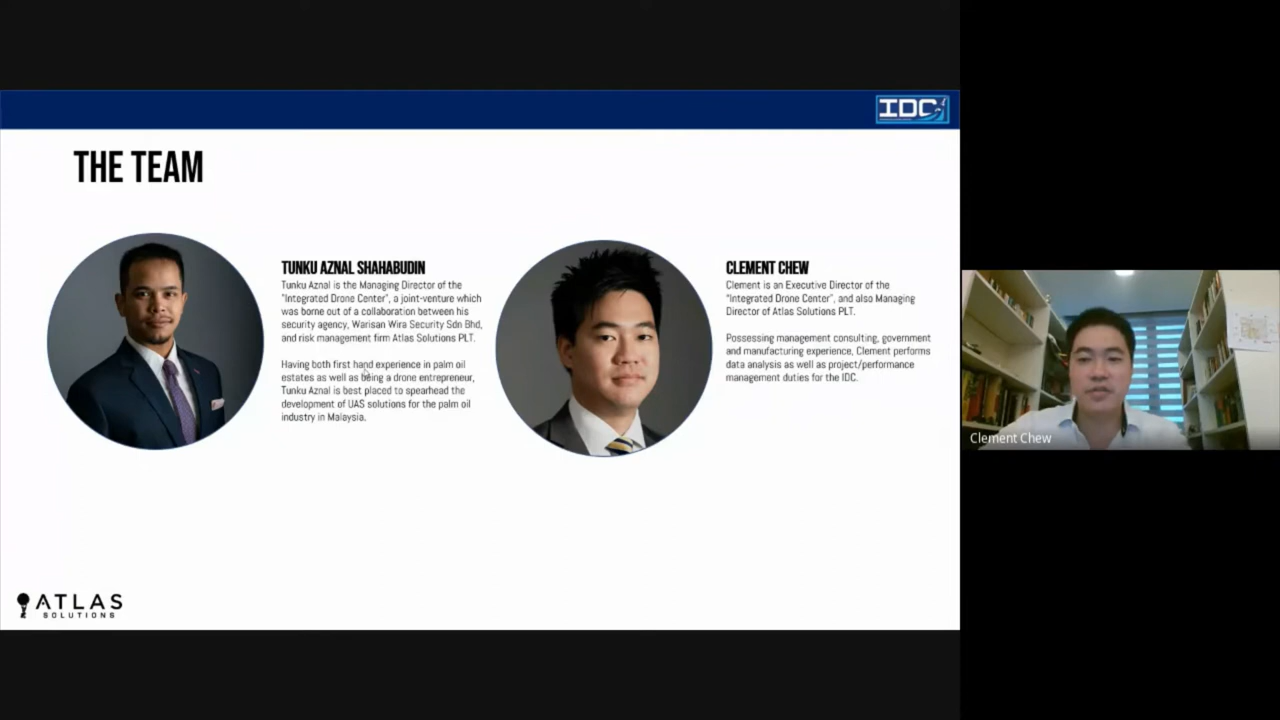 IDC
THE TEAM
TUNKU AZNAL SHAHABUDIN
Tunku Aznal is the Managing Director of the
"Integrated Drone Center", a joint-venture which
was borne out of a collaboration between his
security agency, Warisan Wira Security Sdn Bhd,
and risk management firm Atlas Solutions PLT.
Having both first hand experience in palm oil
estates as well as being a drone entrepreneur,
Tunku Aznal is best placed to spearhead the
development of UAS solutions for the palm oil
industry in Malaysia.
CLEMENT CHEW
Clement is an Executive Director of the
"Integrated Drone Center", and also Managing
Director of Atlas Solutions PLT.
Possessing management consulting, government
and manufacturing experience, Clement performs
data analysis as well as project/performance
management duties for the IDC.
Clement Chew
ATLAS
SOLUTIONS